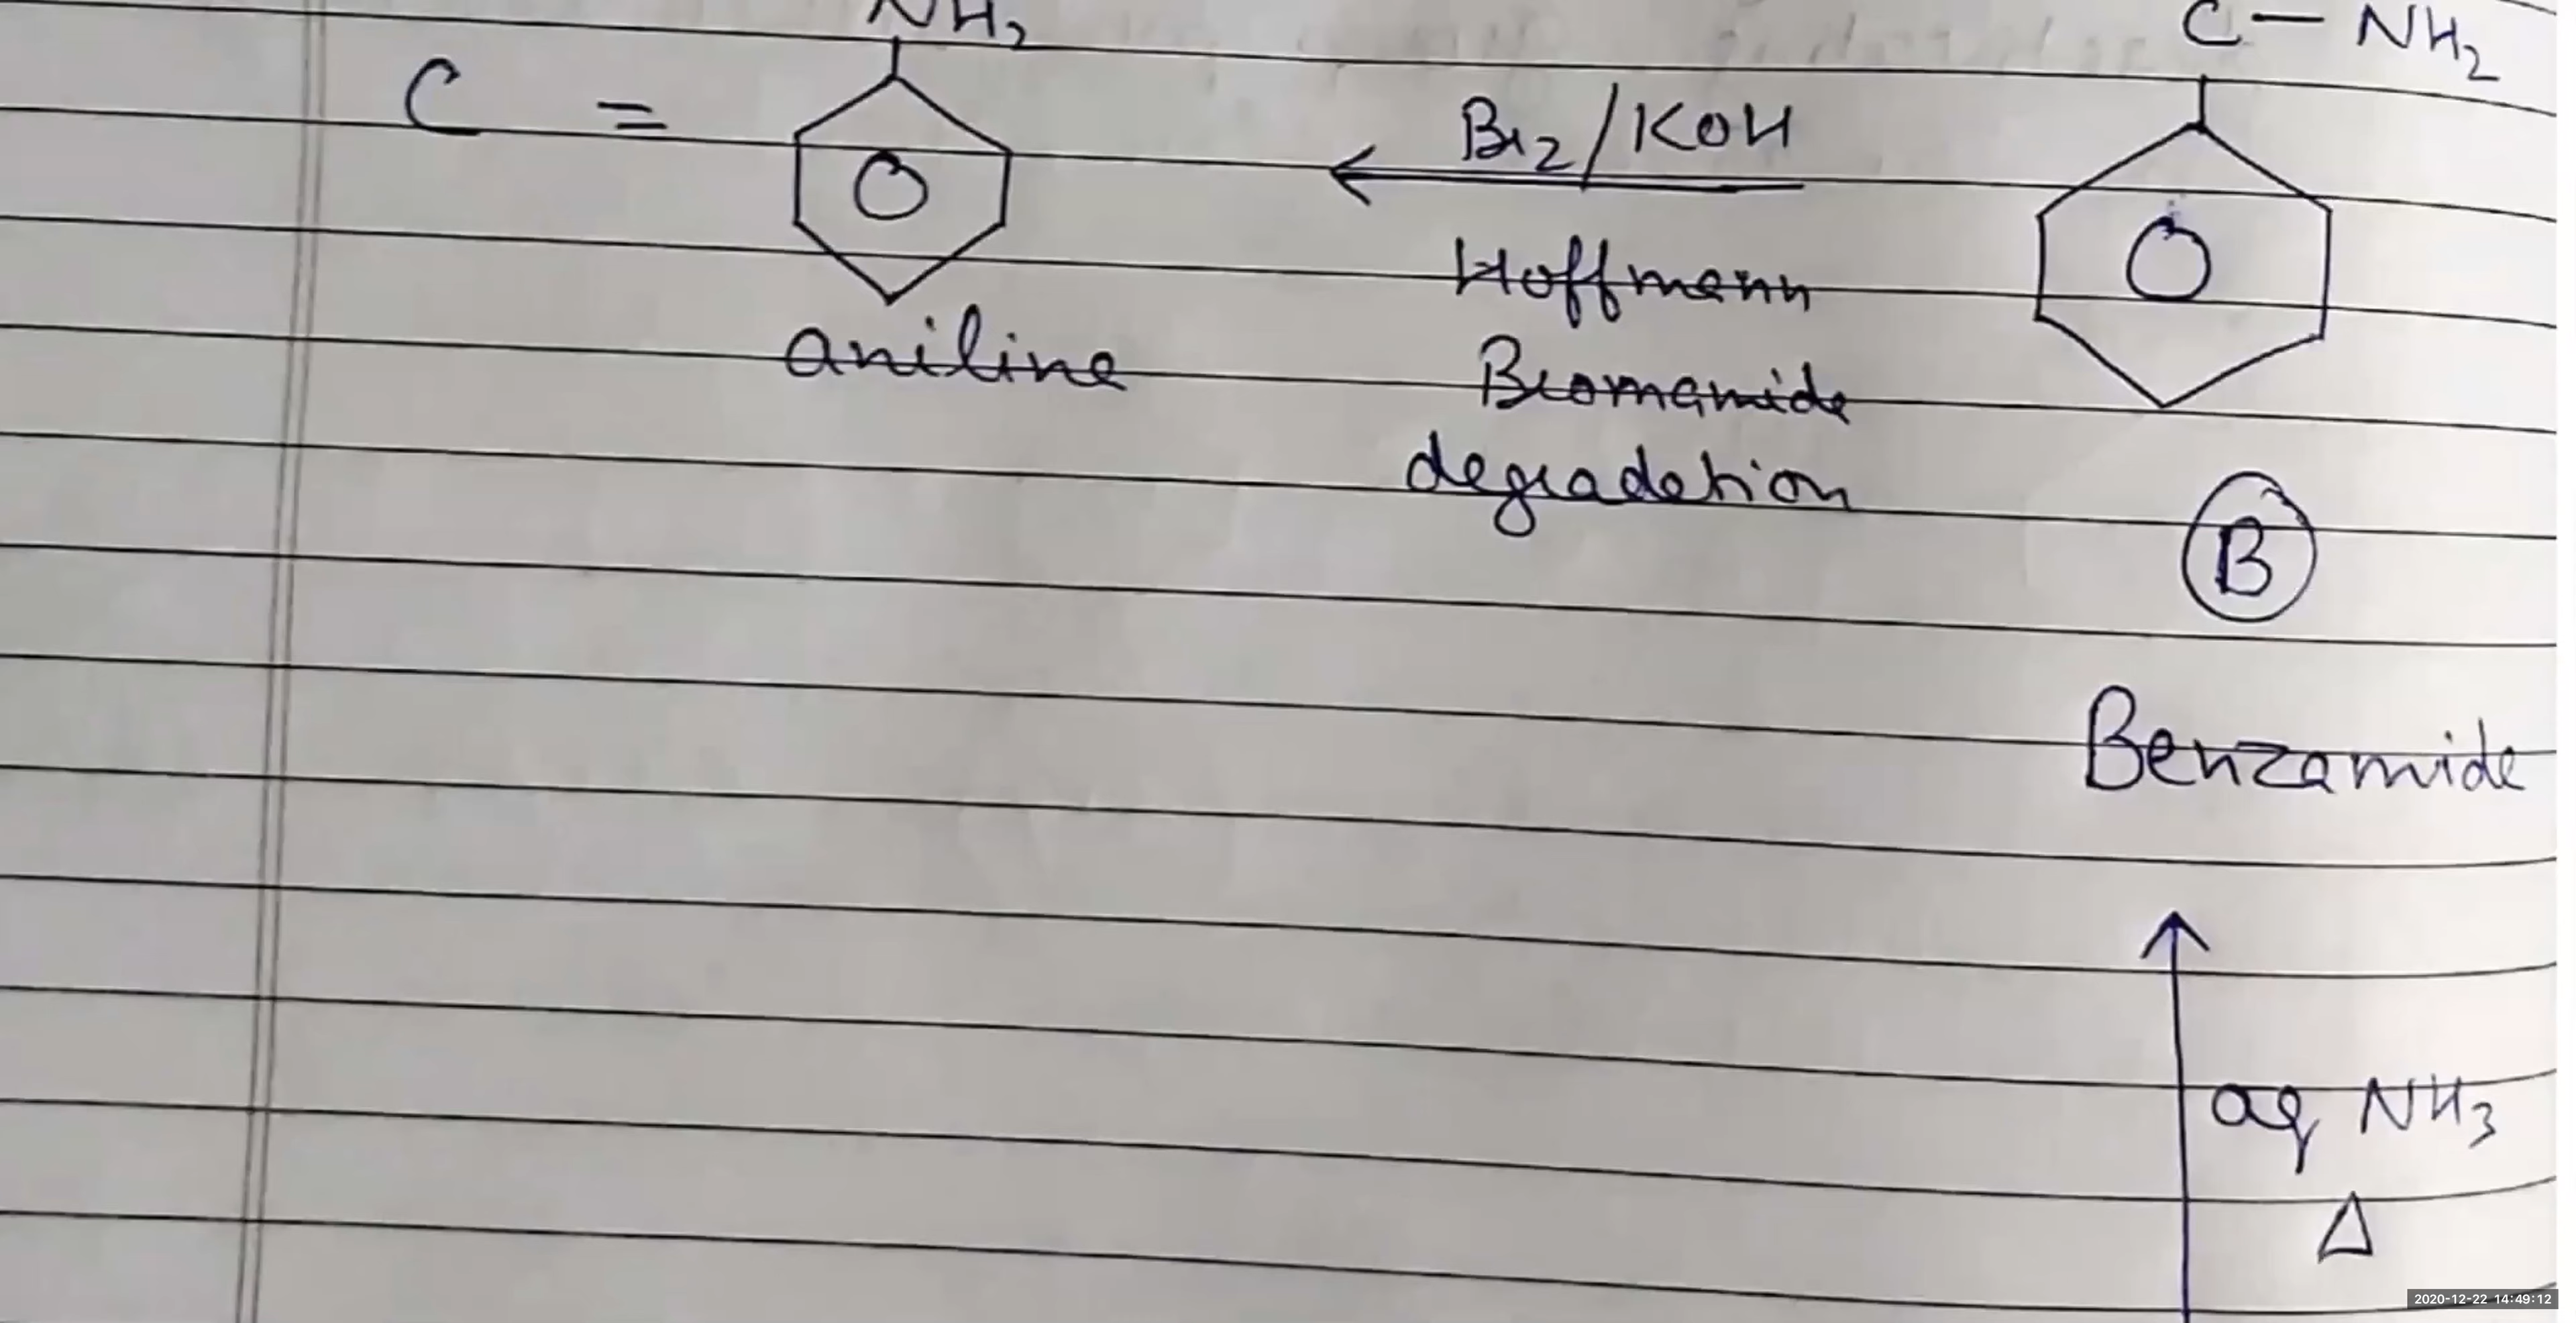 NH2
C — NH2
C =
Br2/KOH
Hoffmann
Bromamide
degradation
aniline
B
Benzamide
aq NH3
Δ
2020-12-22 14:49:12